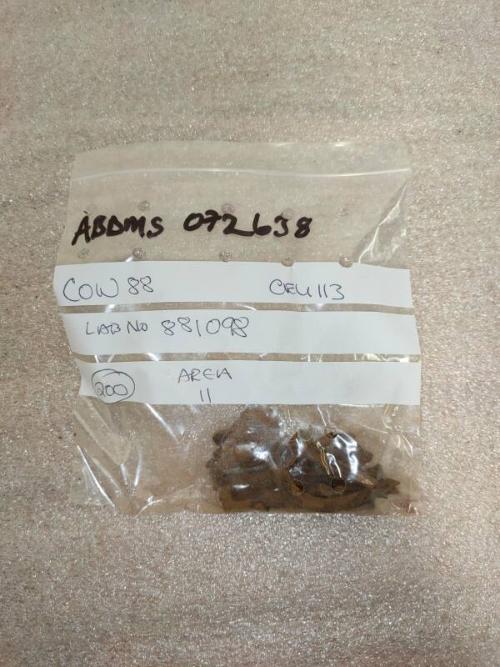 ABDMS 072638
COW 88 CEU 113
LAB NO 881098
200 AREA
11